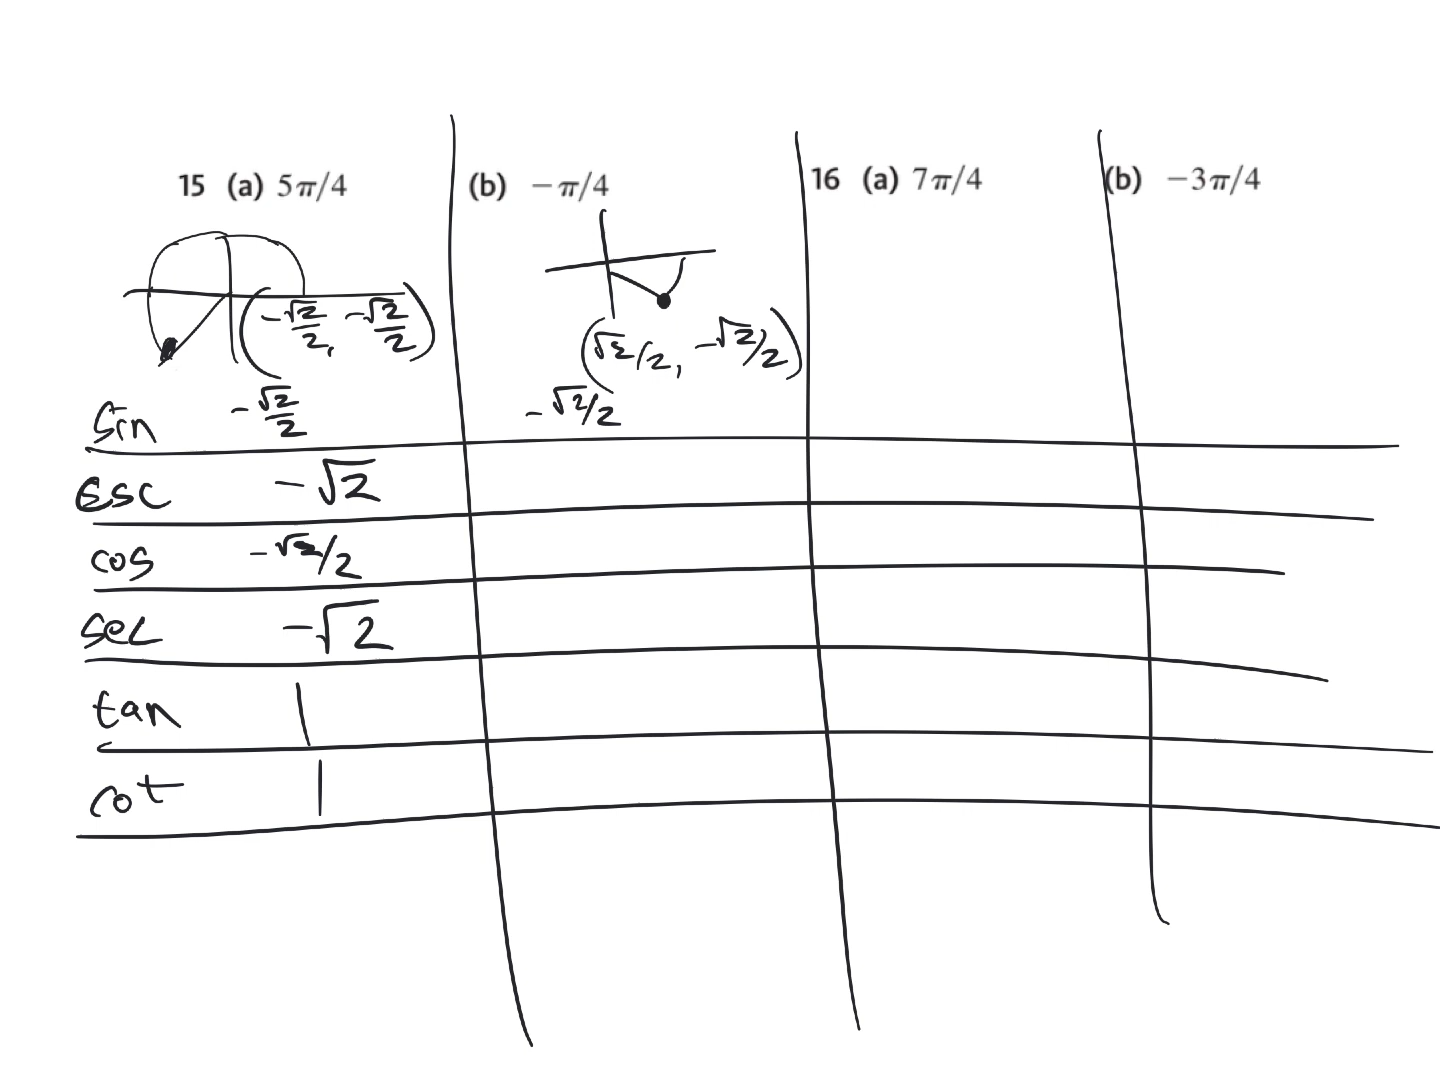 15 (a) 5π/4 (b) −π/4 16 (a) 7π/4 (b) −3π/4
(-√2/2, -√2/2) (√2/2, -√2/2)
Sin -√2/2 -√2/2
csc -√2
cos -√2/2
sec -√2
tan 1
cot 1